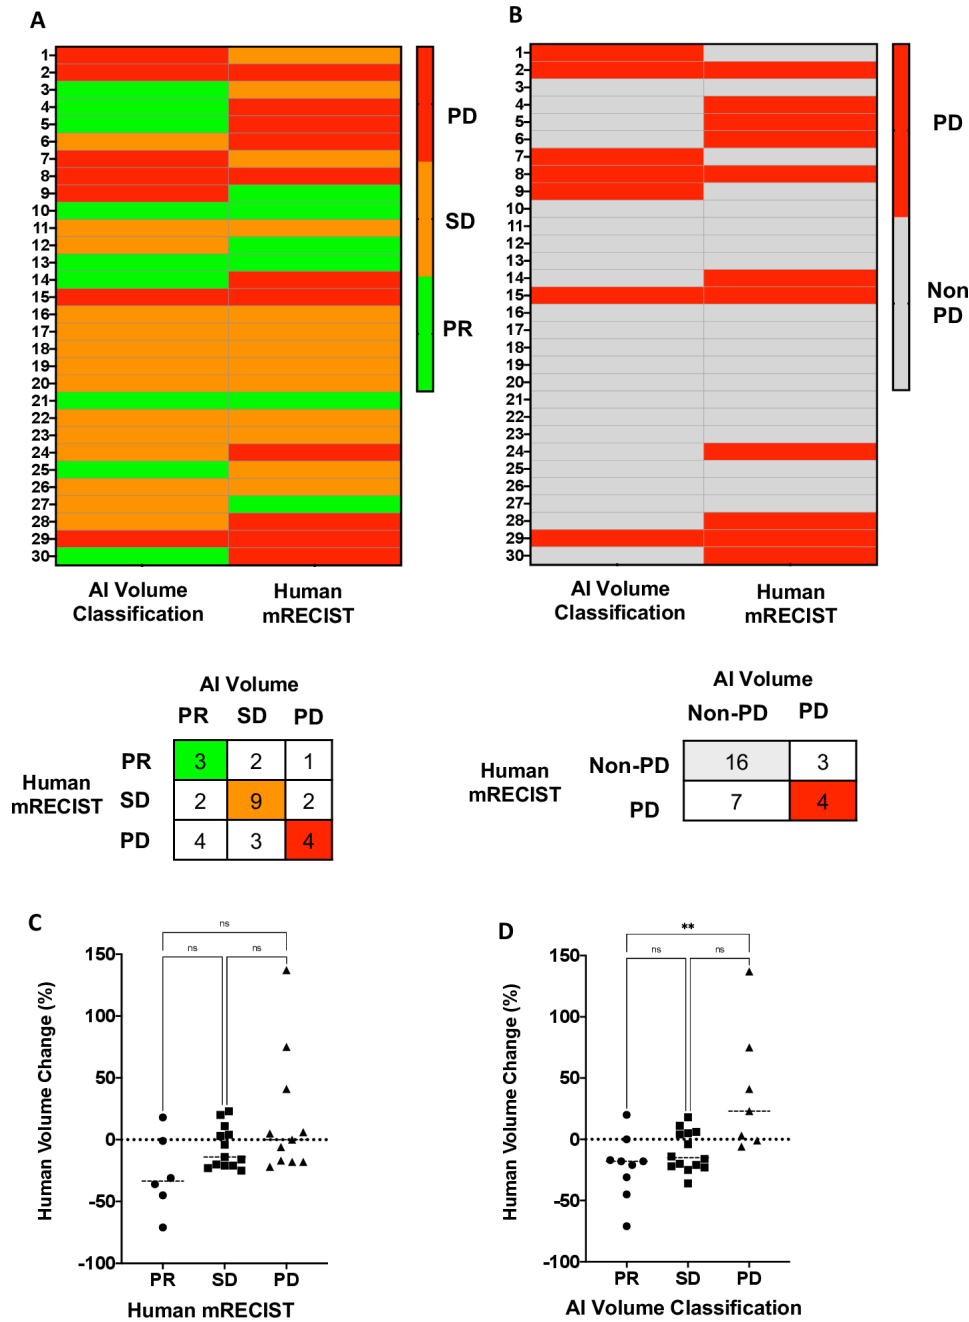 A
1
2
3
4
5
6
7
8
9
10
11
12
13
14
15
16
17
18
19
20
21
22
23
24
25
26
27
28
29
30
PD
SD
PR
AI Volume
Classification
Human
mRECIST
B
1
2
3
4
5
6
7
8
9
10
11
12
13
14
15
16
17
18
19
20
21
22
23
24
25
26
27
28
29
30
PD
Non
PD
AI Volume
Classification
Human
mRECIST
AI Volume
PR SD PD
Human
mRECIST
PR 3 2 1
SD 2 9 2
PD 4 3 4
AI Volume
Non-PD PD
Human
mRECIST
Non-PD 16 3
PD 7 4
C
ns
ns ns
Human Volume Change (%)
150
100
50
0
-50
-100
PR SD PD
Human mRECIST
D
**
ns ns
Human Volume Change (%)
150
100
50
0
-50
-100
PR SD PD
AI Volume Classification